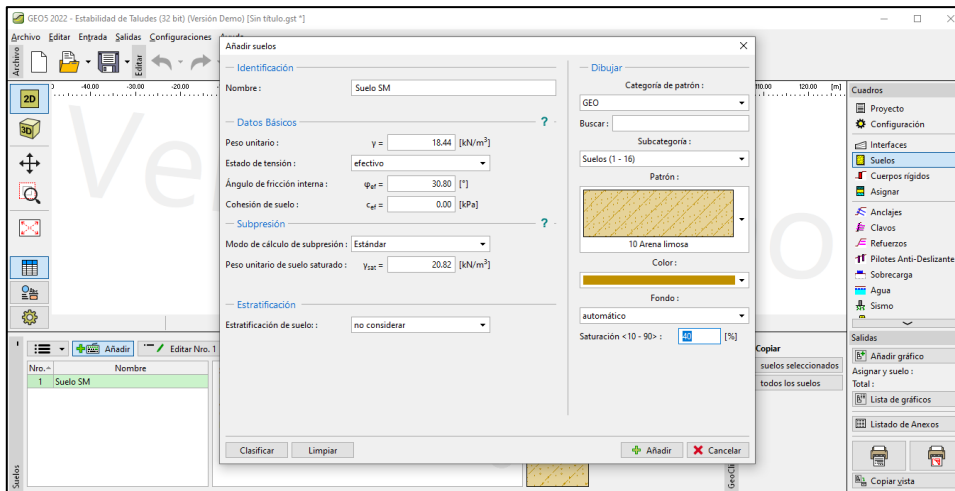 GEO5 2022 - Estabilidad de Taludes (32 bit) (Versión Demo) [Sin título.gst *]
Archivo Editar Entrada Salidas Configuraciones Ayuda
Archivo
Editar
-40.00 -30.00 -20.00
110.00 120.00 [m]
2D
3D
Añadir suelos
Identificación
Nombre : Suelo SM
Datos Básicos ?
Peso unitario : γ = 18.44 [kN/m³]
Estado de tensión : efectivo
Ángulo de fricción interna : φef = 30.80 [°]
Cohesión de suelo : cef = 0.00 [kPa]
Subpresión ?
Modo de cálculo de subpresión : Estándar
Peso unitario de suelo saturado : γsat = 20.82 [kN/m³]
Estratificación
Estratificación de suelo: : no considerar
Dibujar
Categoría de patrón :
GEO
Buscar :
Subcategoría :
Suelos (1 - 16)
Patrón :
10 Arena limosa
Color :
Fondo :
automático
Saturación <10 - 90> : 40 [%]
Clasificar Limpiar Añadir Cancelar
Cuadros
Proyecto
Configuración
Interfaces
Suelos
Cuerpos rígidos
Asignar
Anclajes
Clavos
Refuerzos
Pilotes Anti-Deslizante
Sobrecarga
Agua
Sismo
Salidas
Añadir gráfico
Asignar y suelo :
Total :
Lista de gráficos
Listado de Anexos
Copiar vista
Añadir Editar Nro. 1
Nro. Nombre
1 Suelo SM
Suelos
Copiar
suelos seleccionados
todos los suelos